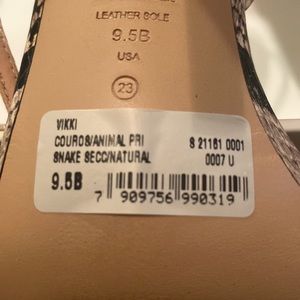 LEATHER SOLE
9.5B
USA
23
VIKKI
COUROS/ANIMAL PRI S 21181 0001
SNAKE SECC/NATURAL 0007 U
9.5B
7 909756 990319